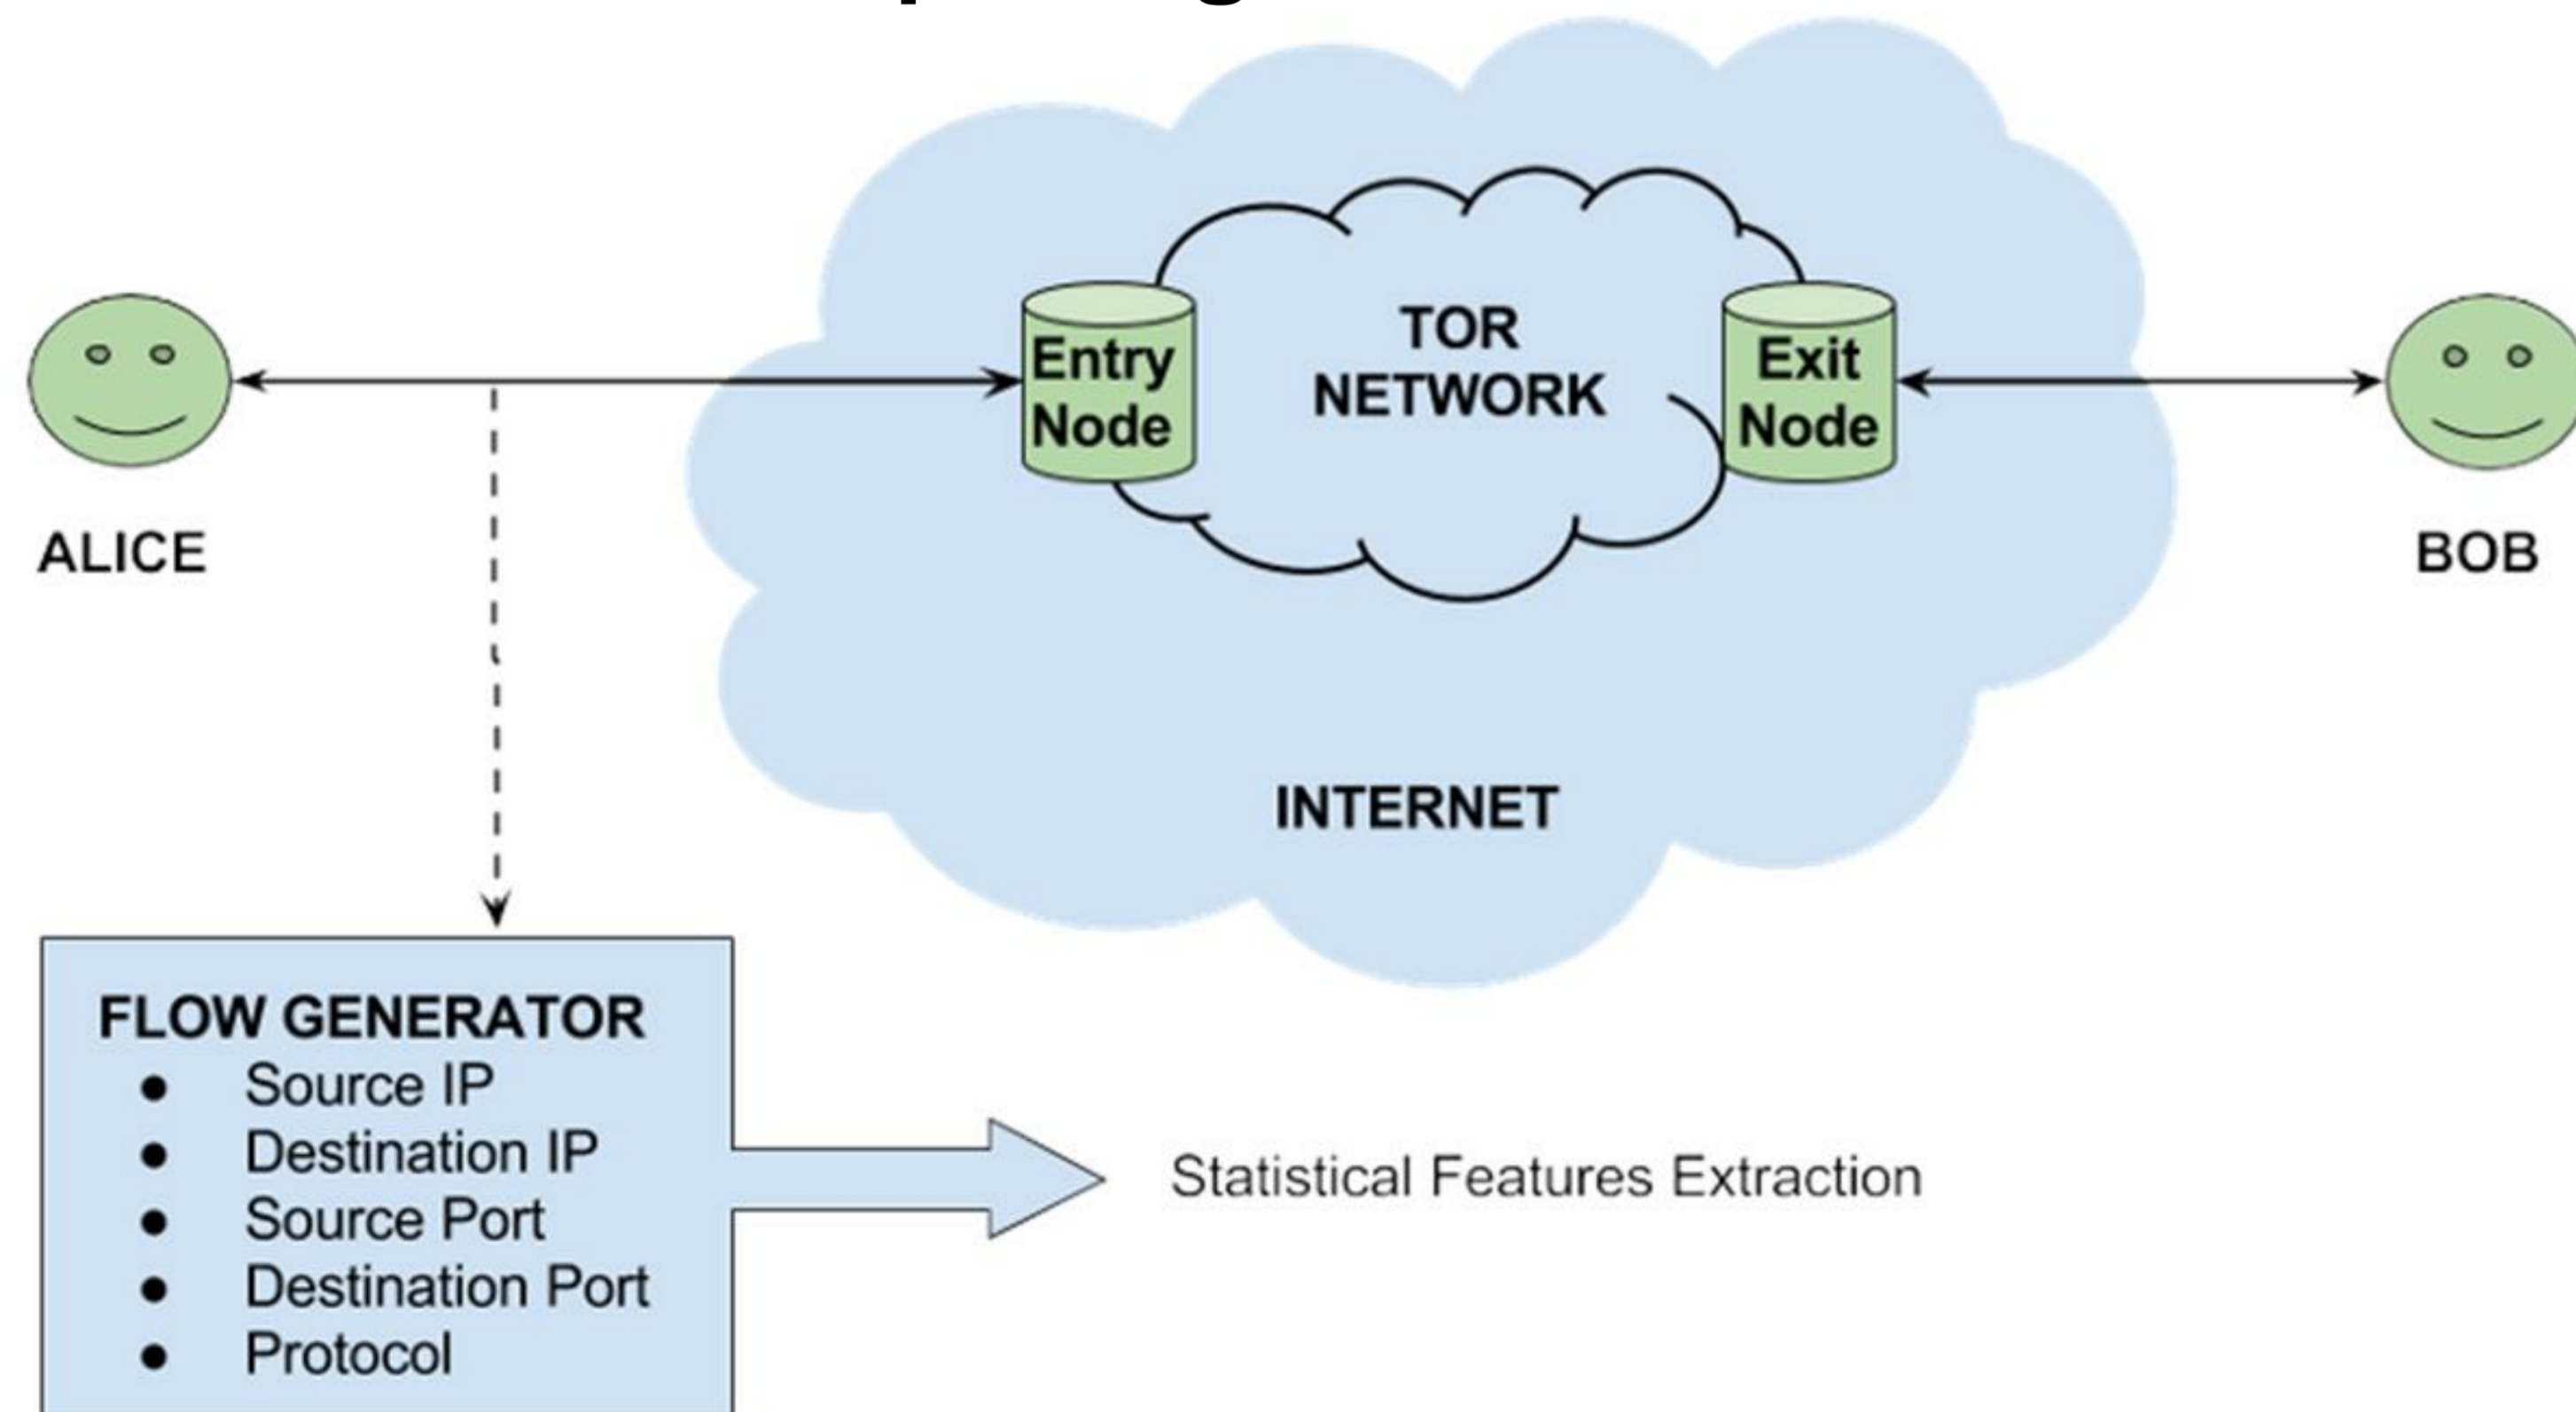 TOR
NETWORK
Entry
Node
Exit
Node
ALICE
BOB
INTERNET
FLOW GENERATOR
● Source IP
● Destination IP
● Source Port
● Destination Port
● Protocol
Statistical Features Extraction